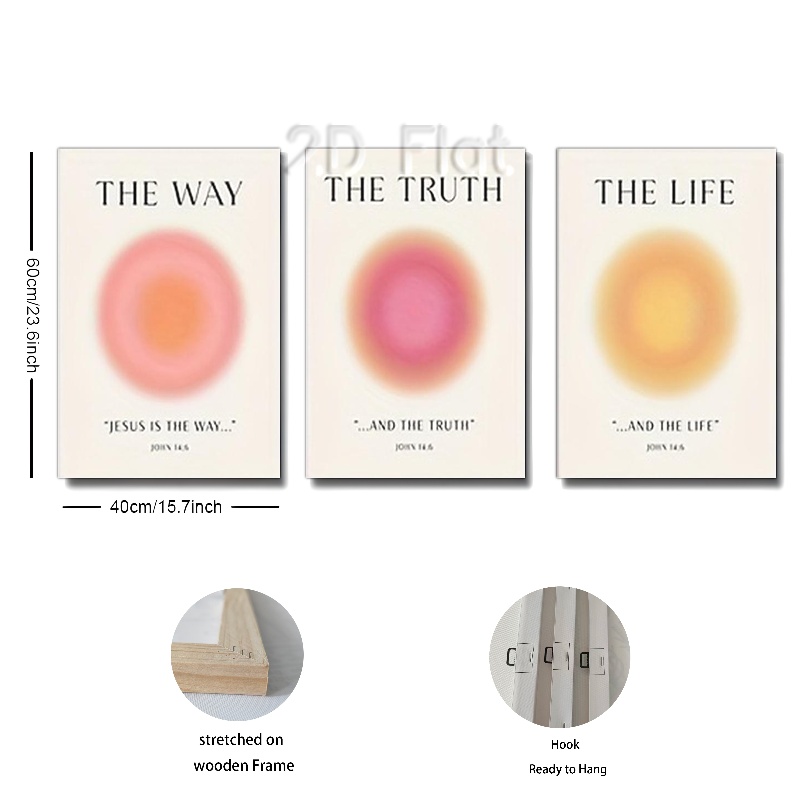 2D Flat
THE WAY
THE TRUTH
THE LIFE
"JESUS IS THE WAY..."
JOHN 14:6
"...AND THE TRUTH"
JOHN 14:6
"...AND THE LIFE"
JOHN 14:6
60cm/23.6inch
40cm/15.7inch
stretched on
wooden Frame
Hook
Ready to Hang